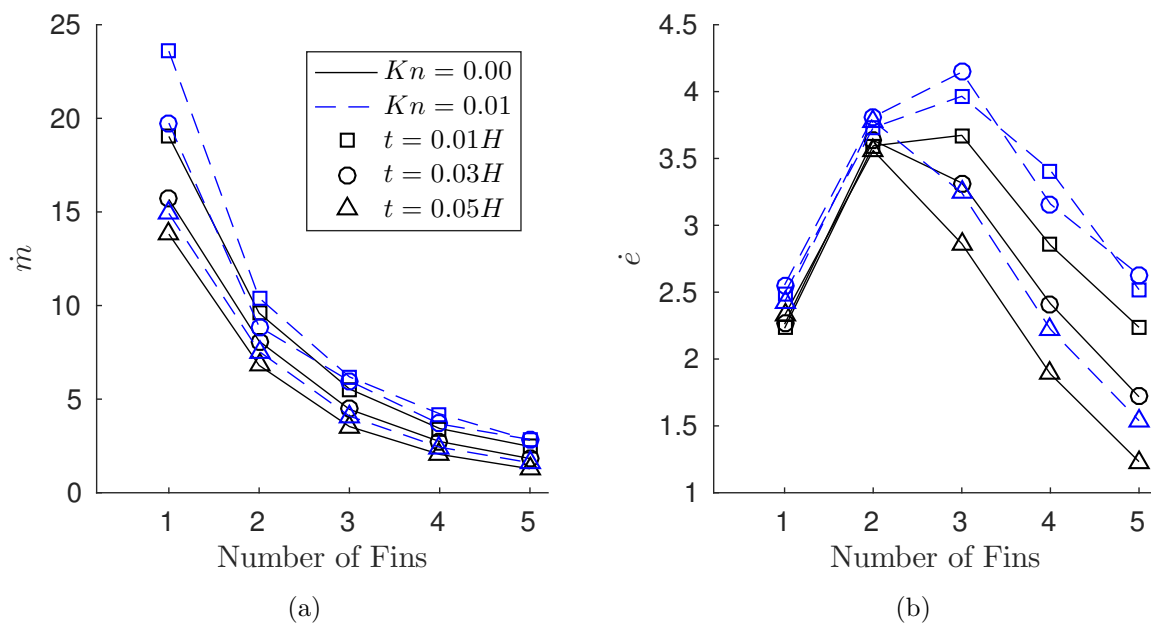 25
20
15
10
5
0
ṁ
1 2 3 4 5
Number of Fins
(a)
Kn = 0.00
Kn = 0.01
t = 0.01H
t = 0.03H
t = 0.05H
4.5
4
3.5
3
2.5
2
1.5
1
ė
1 2 3 4 5
Number of Fins
(b)